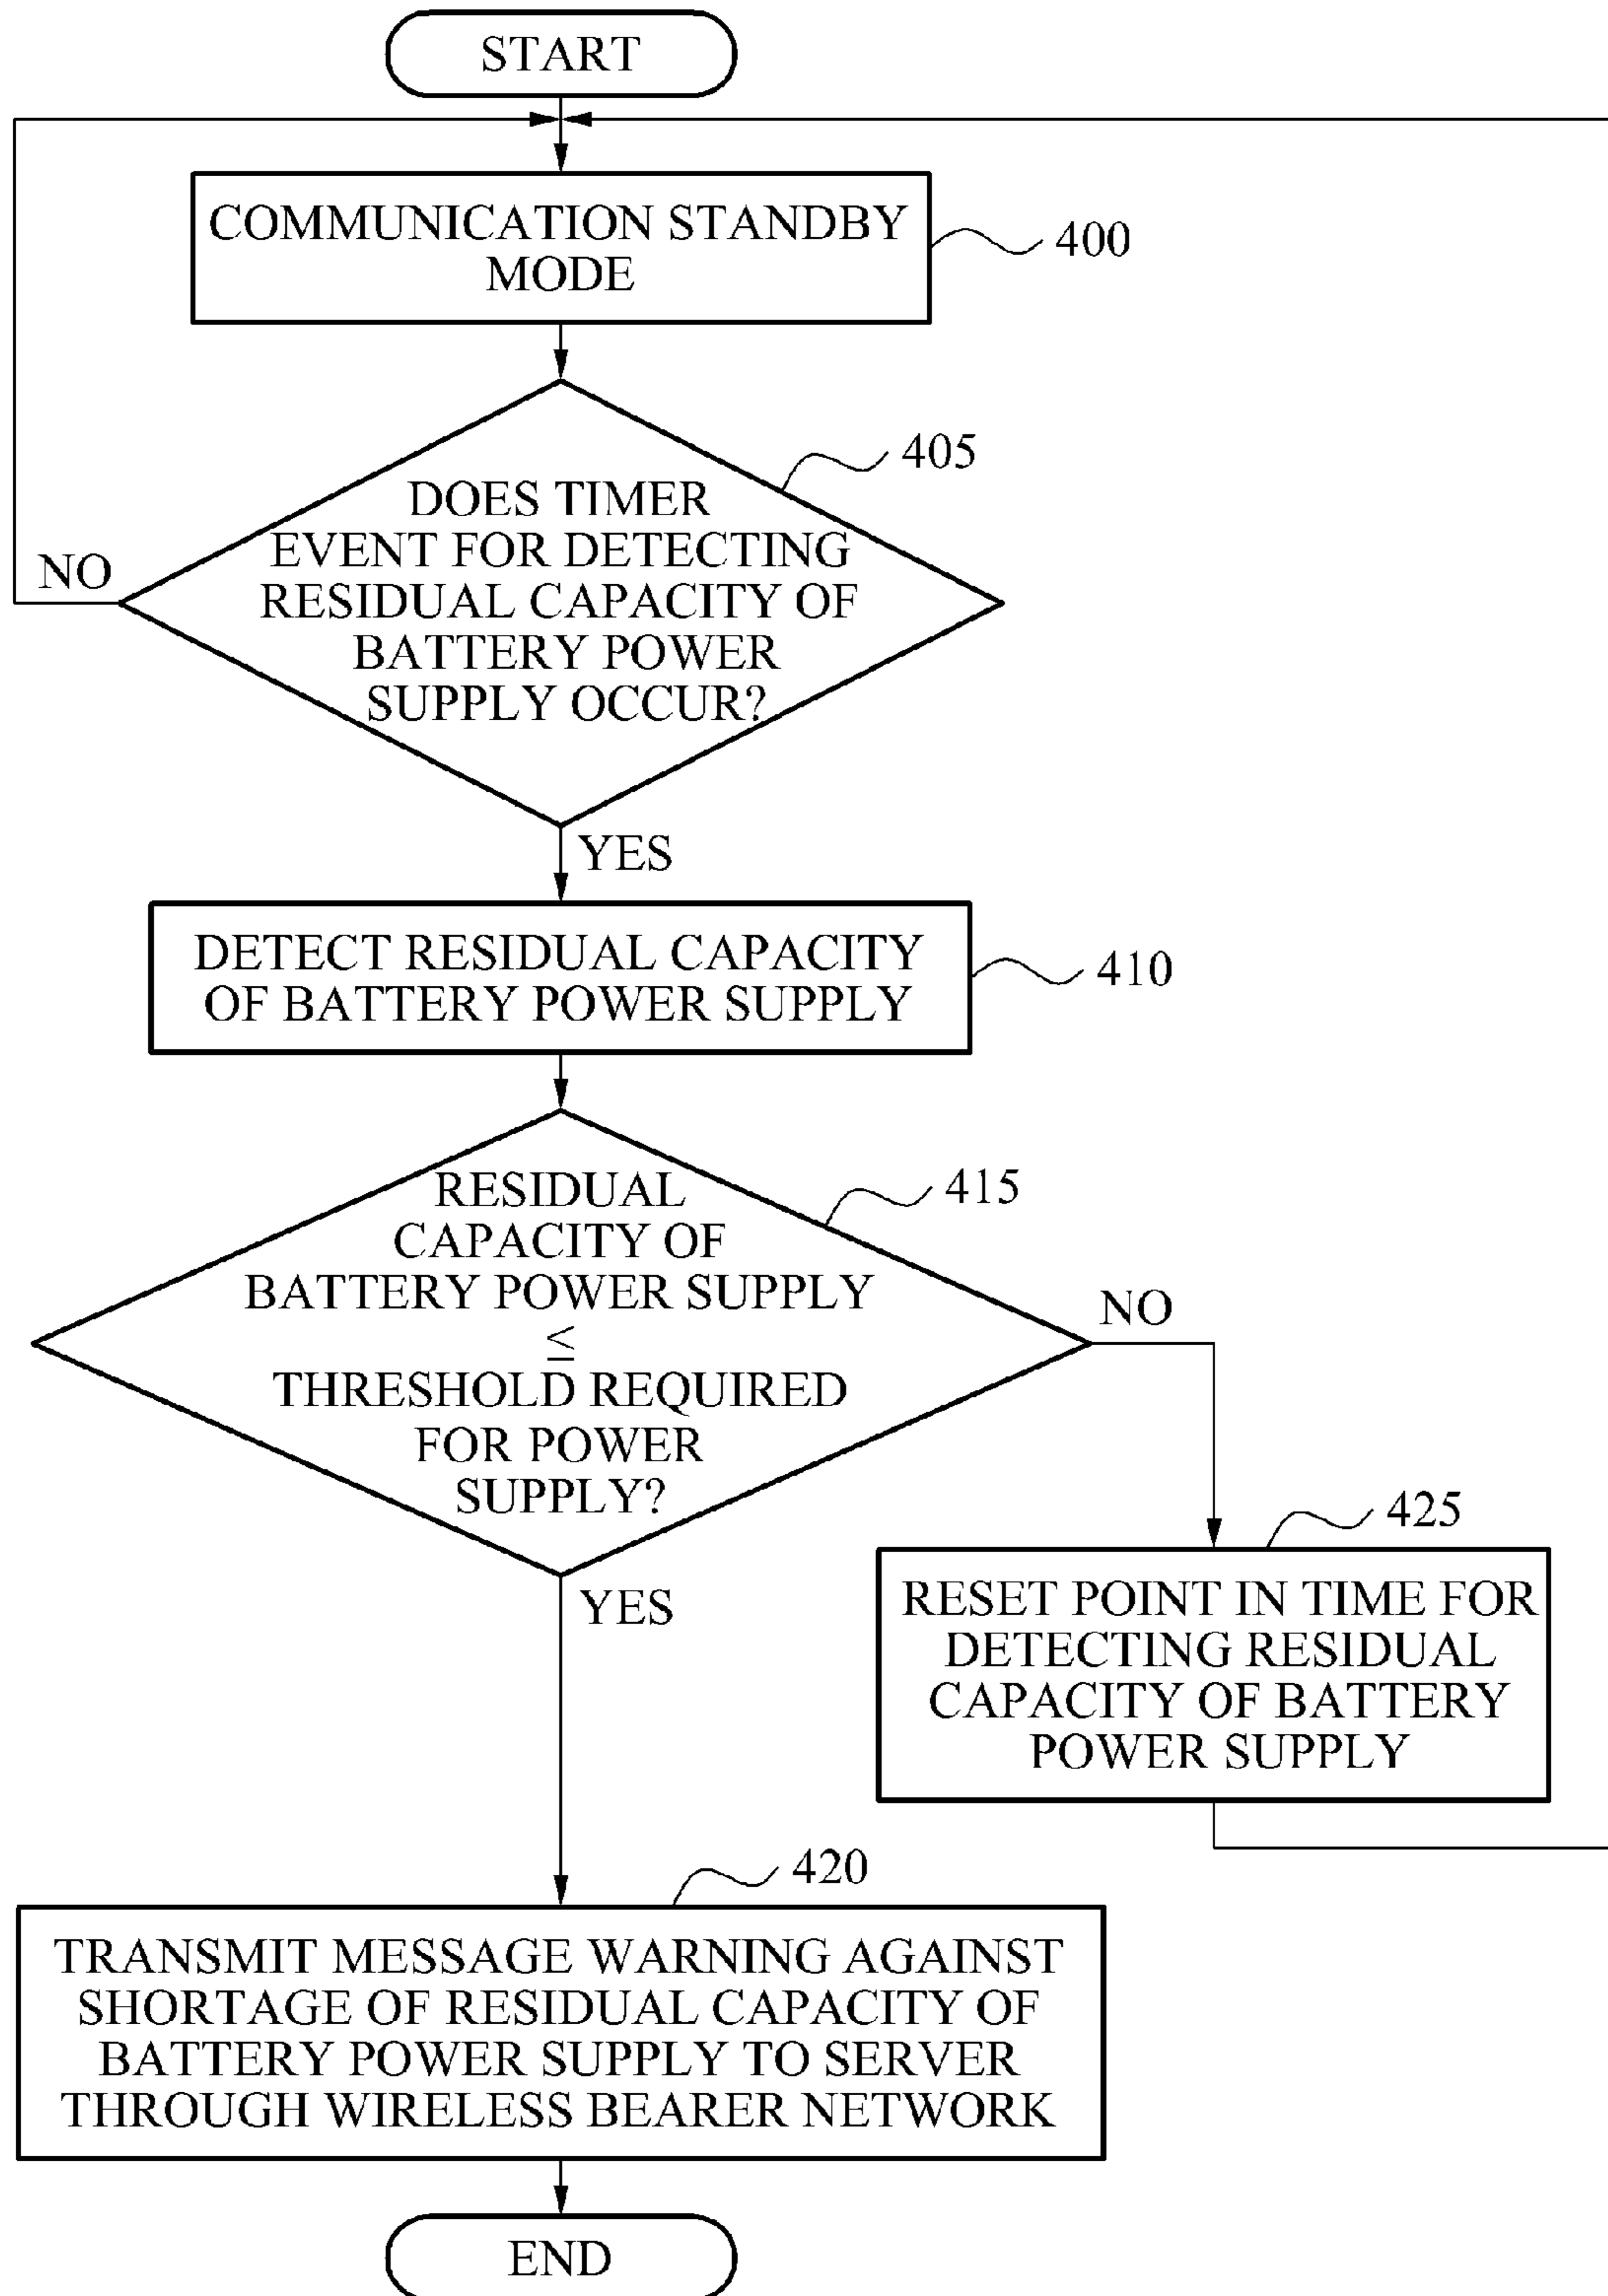 START
COMMUNICATION STANDBY
MODE
400
405
DOES TIMER
EVENT FOR DETECTING
RESIDUAL CAPACITY OF
BATTERY POWER
SUPPLY OCCUR?
NO
YES
DETECT RESIDUAL CAPACITY
OF BATTERY POWER SUPPLY
410
RESIDUAL
CAPACITY OF
BATTERY POWER SUPPLY
≤
THRESHOLD REQUIRED
FOR POWER
SUPPLY?
415
NO
YES
425
RESET POINT IN TIME FOR
DETECTING RESIDUAL
CAPACITY OF BATTERY
POWER SUPPLY
420
TRANSMIT MESSAGE WARNING AGAINST
SHORTAGE OF RESIDUAL CAPACITY OF
BATTERY POWER SUPPLY TO SERVER
THROUGH WIRELESS BEARER NETWORK
END